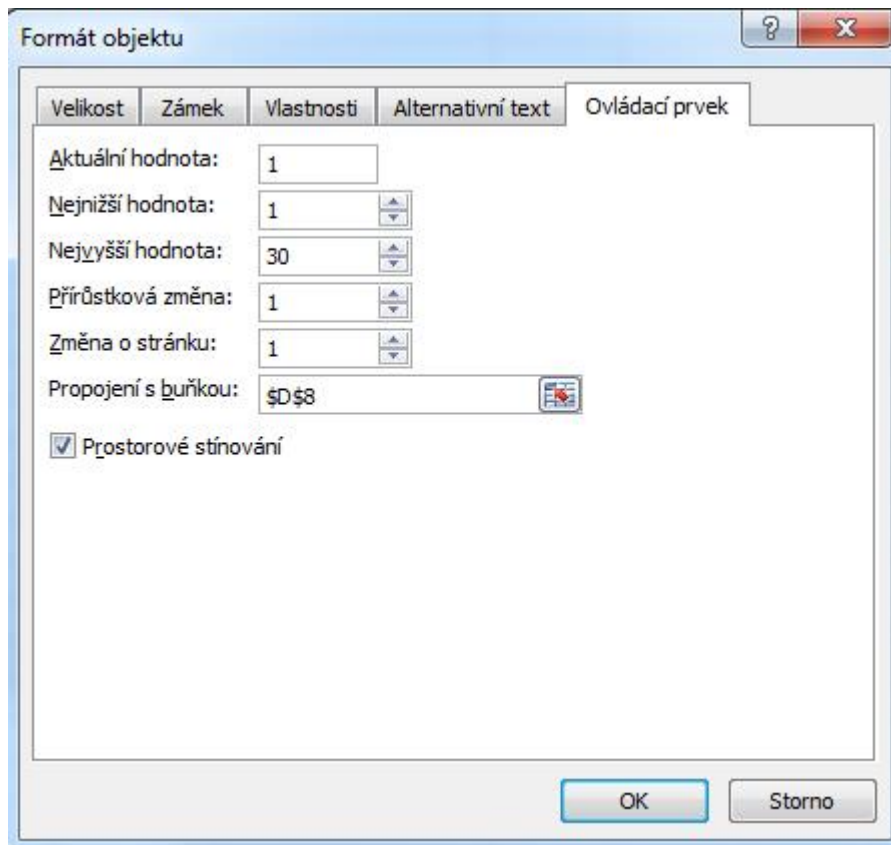 Formát objektu
Velikost Zámek Vlastnosti Alternativní text Ovládací prvek
Aktuální hodnota: 1
Nejnižší hodnota: 1
Nejvyšší hodnota: 30
Přírůstková změna: 1
Změna o stránku: 1
Propojení s buňkou: $D$8
Prostorové stínování
OK Storno